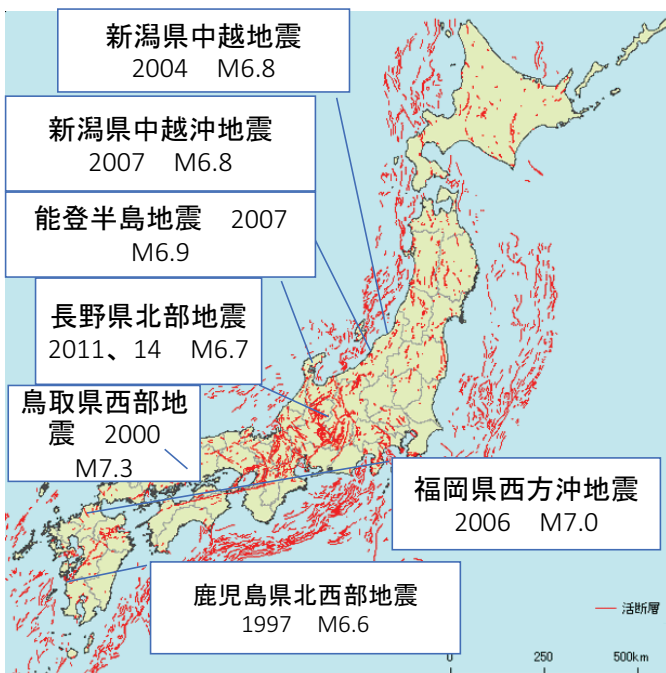 新潟県中越地震
2004 M6.8
新潟県中越沖地震
2007 M6.8
能登半島地震 2007
M6.9
長野県北部地震
2011、14 M6.7
鳥取県西部地
震 2000
M7.3
福岡県西方沖地震
2006 M7.0
鹿児島県北西部地震
1997 M6.6
活断層
0 250 500km